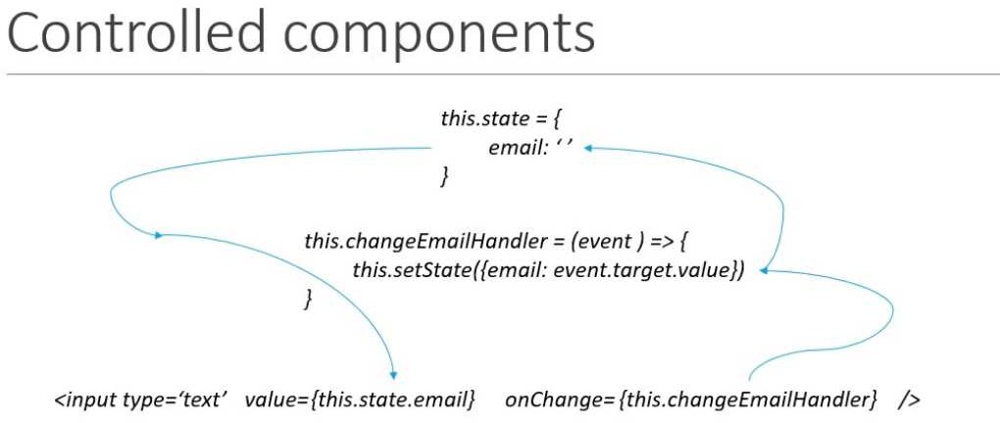 Controlled components
this.state = {
email: ‘ ’
}
this.changeEmailHandler = (event ) => {
this.setState({email: event.target.value})
}
<input type=‘text’ value={this.state.email} onChange={this.changeEmailHandler} />